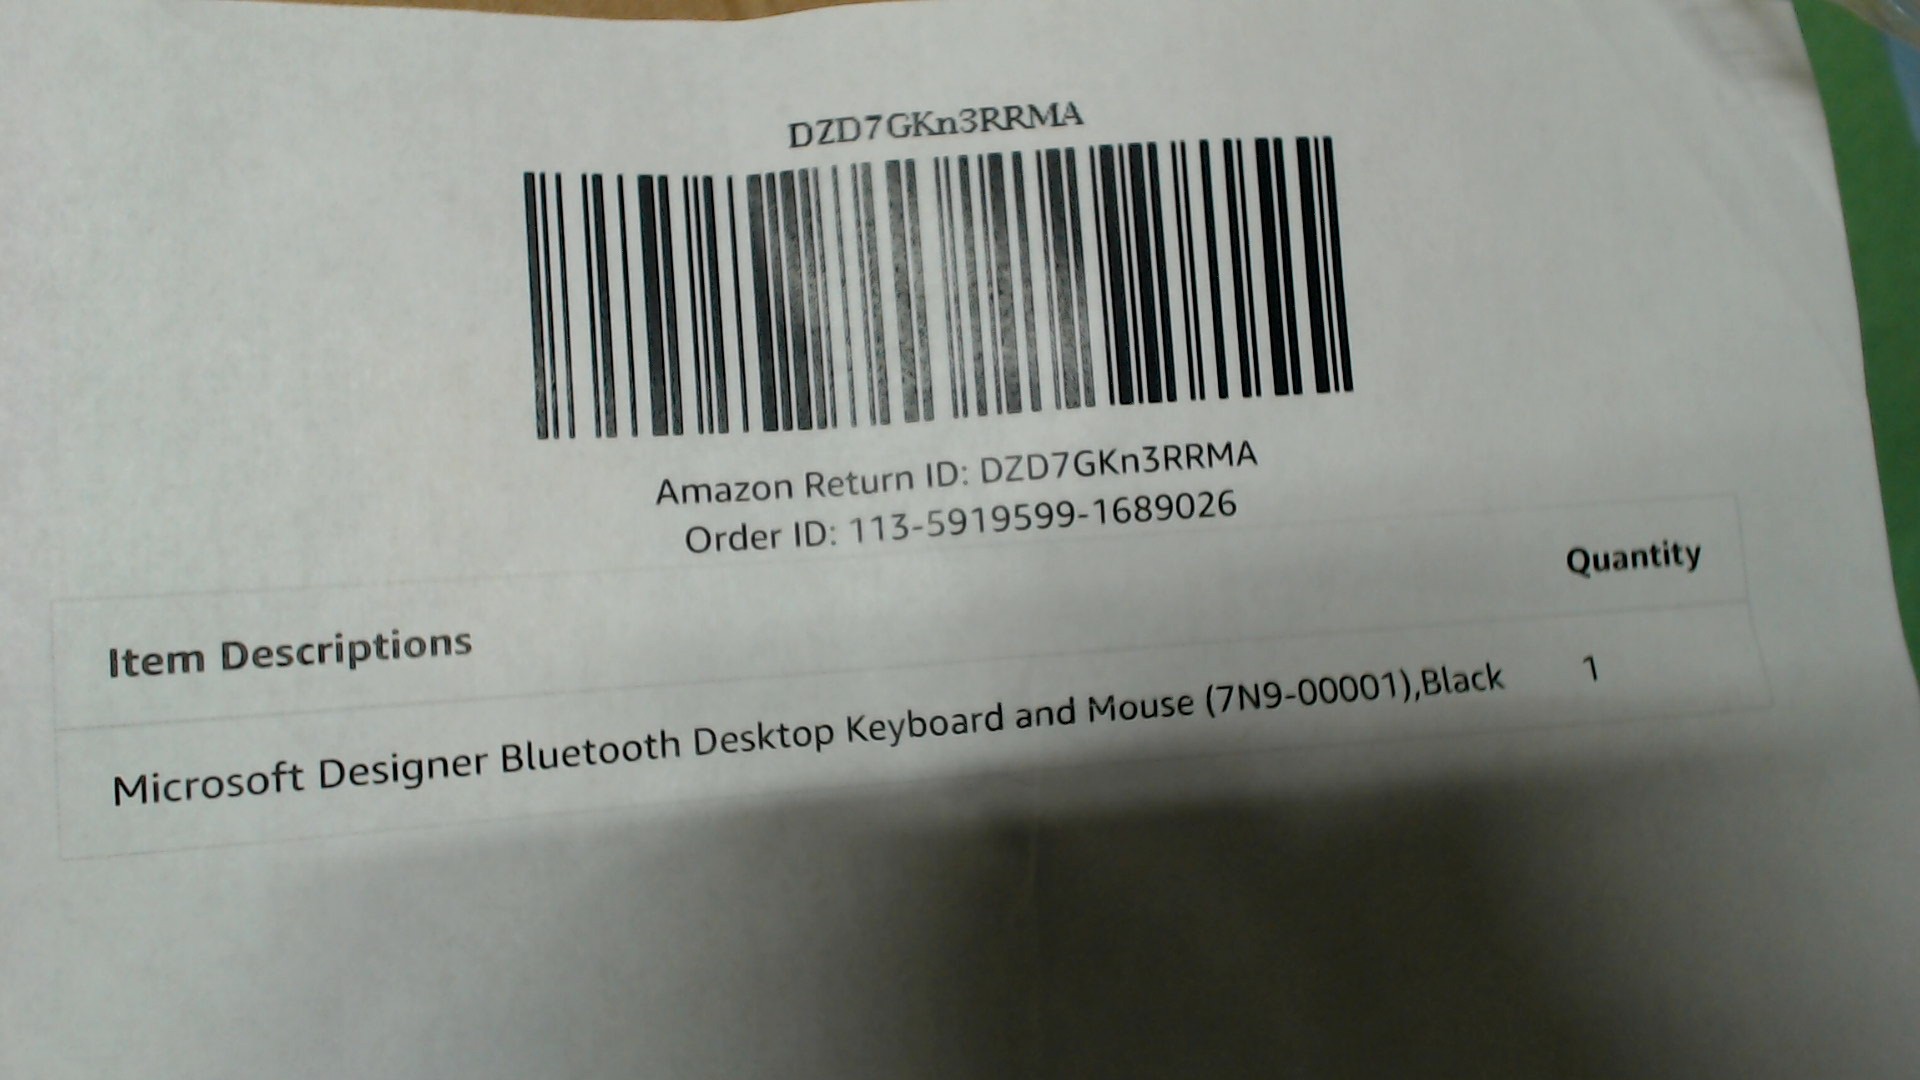 DZD7GKn3RRMA
Amazon Return ID: DZD7GKn3RRMA
Order ID: 113-5919599-1689026
Item Descriptions Quantity
Microsoft Designer Bluetooth Desktop Keyboard and Mouse (7N9-00001),Black 1